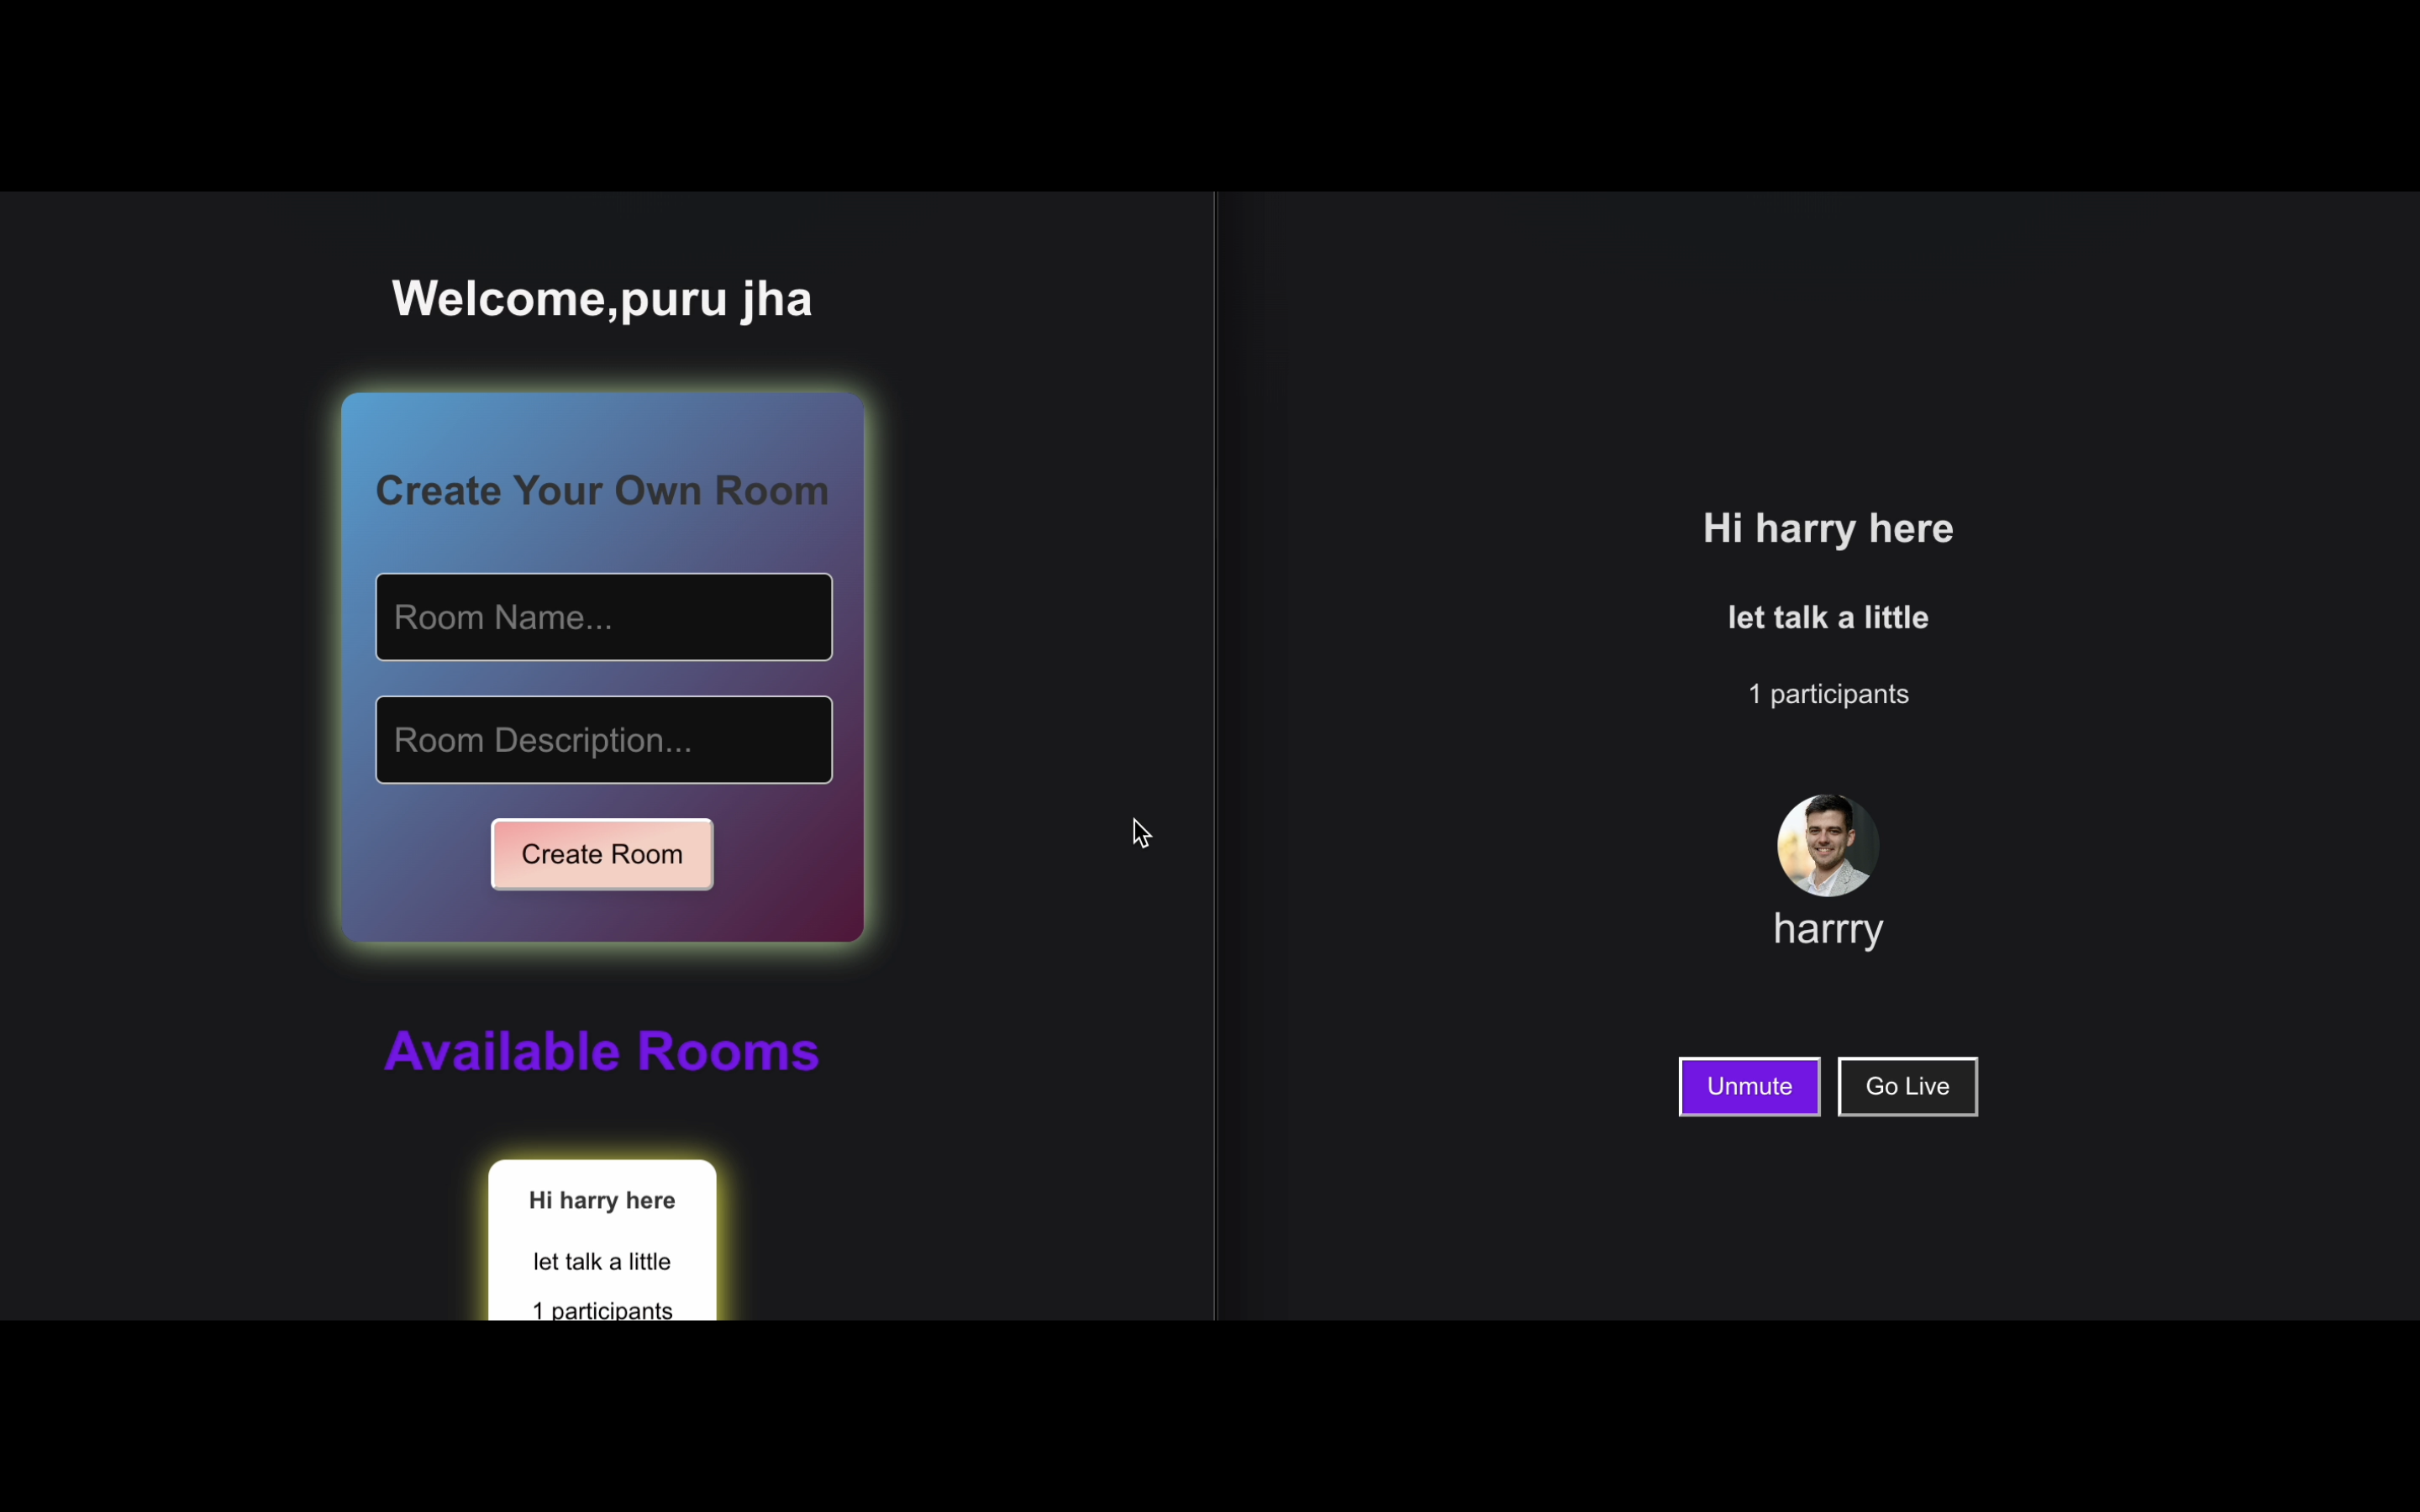 Welcome,puru jha
Create Your Own Room
Room Name...
Room Description...
Create Room
Available Rooms
Hi harry here
let talk a little
1 participants
Hi harry here
let talk a little
1 participants
harrry
Unmute
Go Live